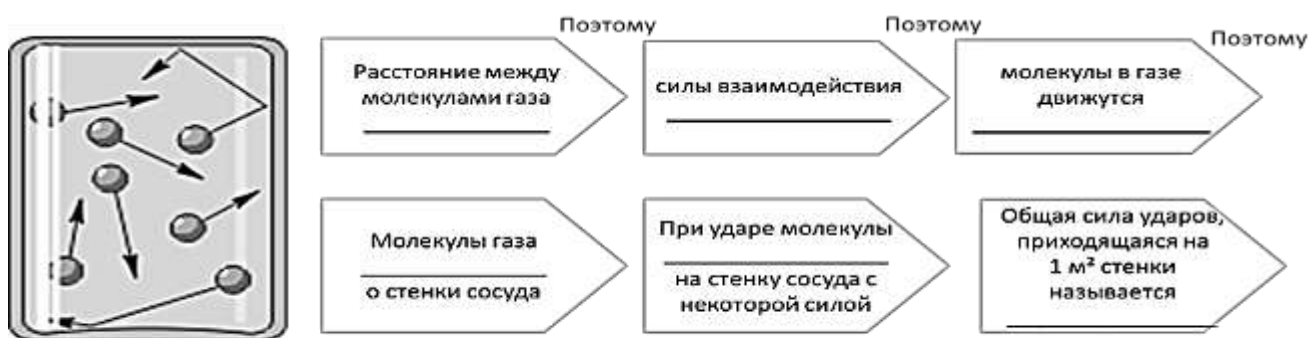 Поэтому
Поэтому
Поэтому
Расстояние между
молекулами газа
силы взаимодействия
молекулы в газе
движутся
Молекулы газа
о стенки сосуда
При ударе молекулы
на стенку сосуда с
некоторой силой
Общая сила ударов,
приходящаяся на
1 м² стенки
называется